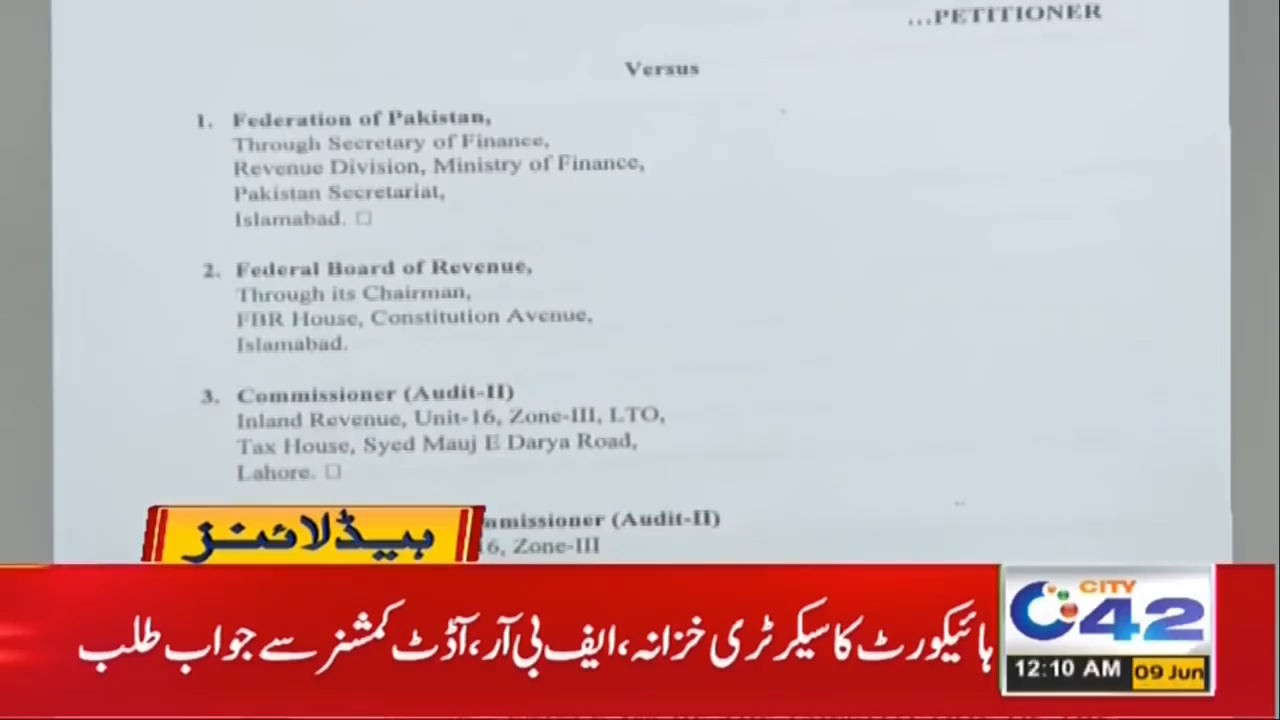 ...PETITIONER
Versus
1. Federation of Pakistan,
Through Secretary of Finance,
Revenue Division, Ministry of Finance,
Pakistan Secretariat,
Islamabad. □
2. Federal Board of Revenue,
Through its Chairman,
FBR House, Constitution Avenue,
Islamabad.
3. Commissioner (Audit-II)
Inland Revenue, Unit-16, Zone-III, LTO,
Tax House, Syed Mauj E Darya Road,
Lahore. □
mmissioner (Audit-II)
16, Zone-III
ہیڈلائنز
ہائیکورٹ کا سیکرٹری خزانہ، ایف بی آر، آڈٹ کمشنر سے جواب طلب
CITY
42
12:10 AM 09 Jun